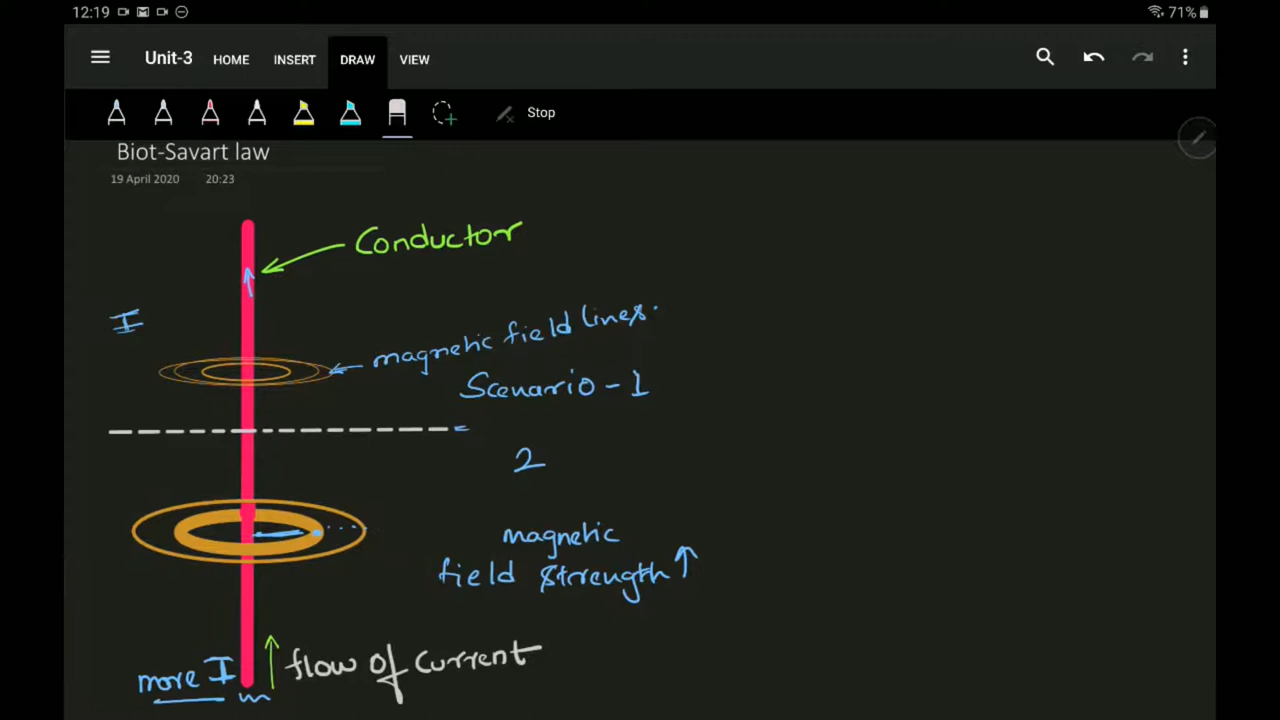 12:19 71%
Unit-3 HOME INSERT DRAW VIEW
Stop
Biot-Savart law
19 April 2020 20:23
Conductor
I
magnetic field lines.
Scenario-1
2
magnetic
field strength ↑
more I
flow of current